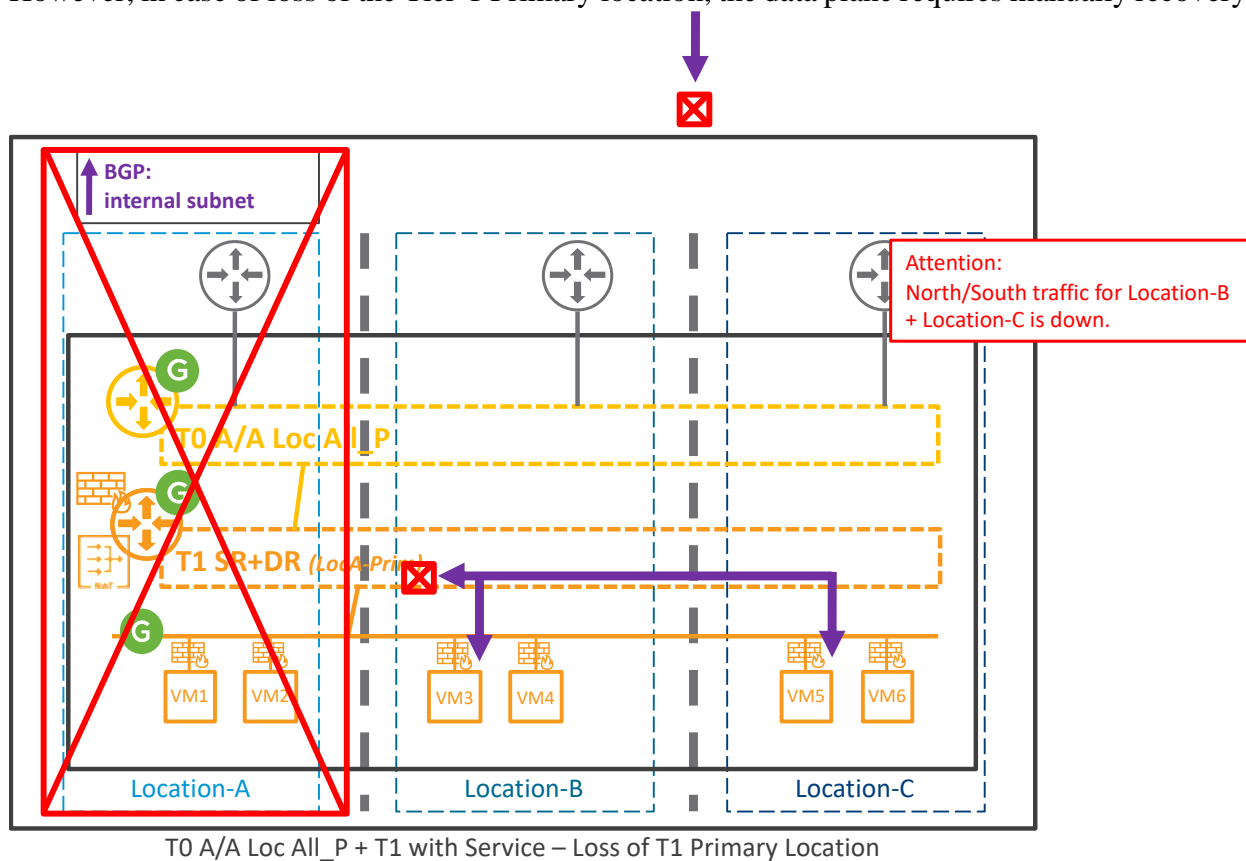 However, in case of loss of the Tier-1 Primary location, the data plane requires manually recovery
BGP:
internal subnet
Attention:
North/South traffic for Location-B
+ Location-C is down.
G
T0 A/A Loc All_P
G
T1 SR+DR (LocA-Prim)
NAT
G
VM1
VM2
VM3
VM4
VM5
VM6
Location-A
Location-B
Location-C
T0 A/A Loc All_P + T1 with Service – Loss of T1 Primary Location